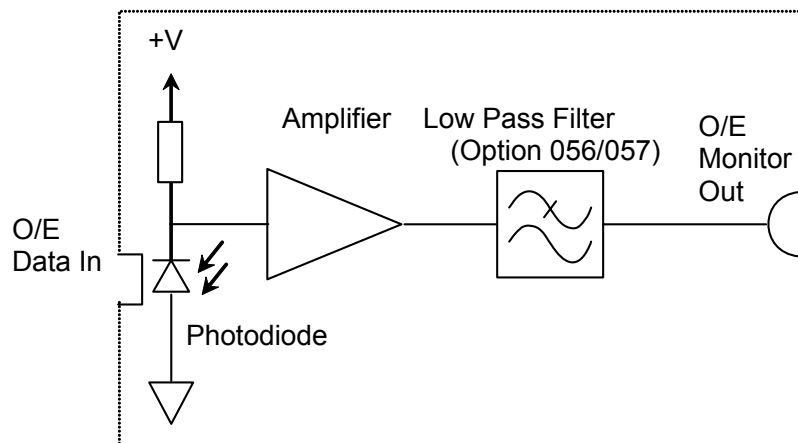 +V
Amplifier
Low Pass Filter
(Option 056/057)
O/E
Monitor
Out
O/E
Data In
Photodiode